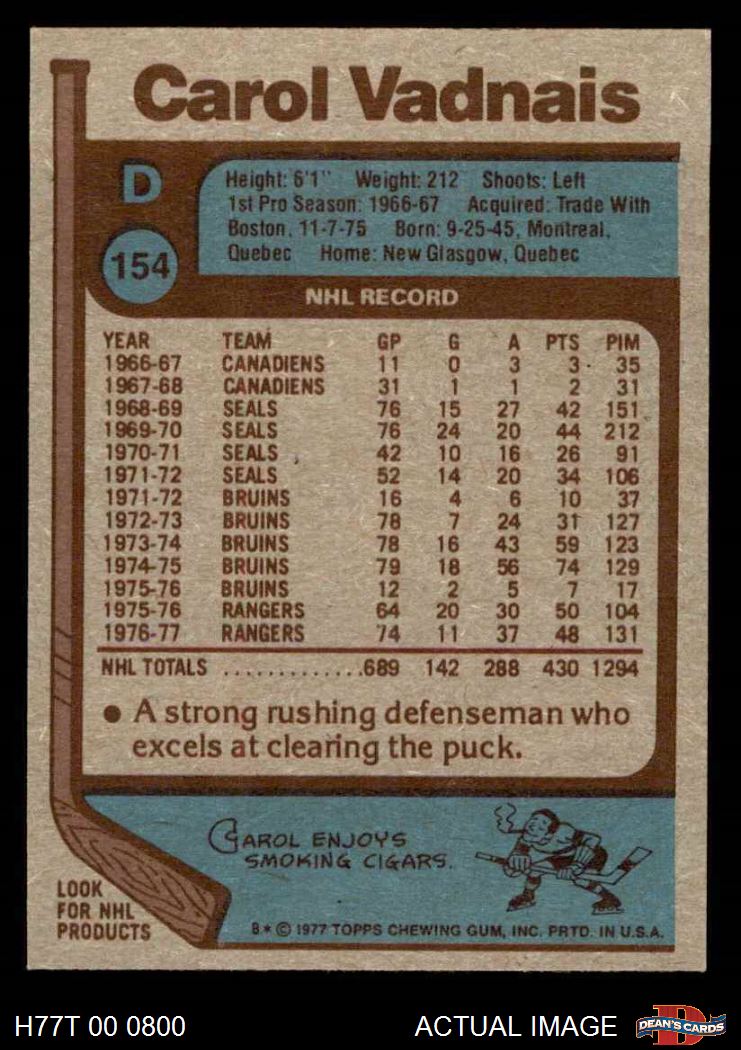 Carol Vadnais
D
154
Height: 6'1" Weight: 212 Shoots: Left
1st Pro Season: 1966-67 Acquired: Trade With
Boston, 11-7-75 Born: 9-25-45, Montreal,
Quebec Home: New Glasgow, Quebec
NHL RECORD
YEAR TEAM GP G A PTS PIM
1966-67 CANADIENS 11 0 3 3 35
1967-68 CANADIENS 31 1 1 2 31
1968-69 SEALS 76 15 27 42 151
1969-70 SEALS 76 24 20 44 212
1970-71 SEALS 42 10 16 26 91
1971-72 SEALS 52 14 20 34 106
1971-72 BRUINS 16 4 6 10 37
1972-73 BRUINS 78 7 24 31 127
1973-74 BRUINS 78 16 43 59 123
1974-75 BRUINS 79 18 56 74 129
1975-76 BRUINS 12 2 5 7 17
1975-76 RANGERS 64 20 30 50 104
1976-77 RANGERS 74 11 37 48 131
NHL TOTALS .............689 142 288 430 1294
● A strong rushing defenseman who
excels at clearing the puck.
CAROL ENJOYS
SMOKING CIGARS.
LOOK
FOR NHL
PRODUCTS
B* © 1977 TOPPS CHEWING GUM, INC. PRTD. IN U.S.A.
H77T 00 0800 ACTUAL IMAGE
D
DEAN'S CARDS